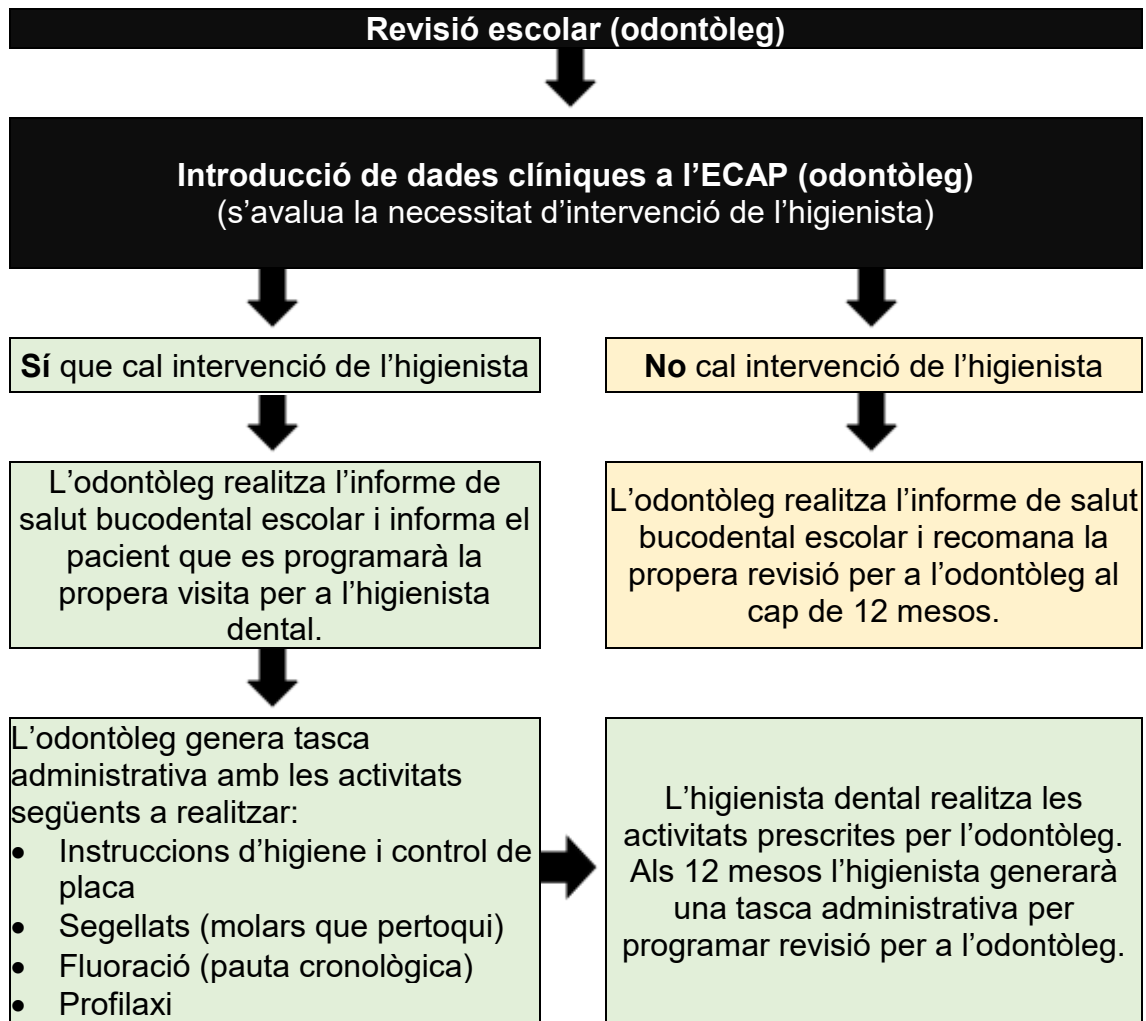 Revisió escolar (odontòleg)
Introducció de dades clíniques a l’ECAP (odontòleg)
(s’avalua la necessitat d’intervenció de l’higienista)
Sí que cal intervenció de l’higienista
No cal intervenció de l’higienista
L’odontòleg realitza l’informe de
salut bucodental escolar i informa el
pacient que es programarà la
propera visita per a l’higienista
dental.
L’odontòleg realitza l’informe de salut
bucodental escolar i recomana la
propera revisió per a l’odontòleg al
cap de 12 mesos.
L’odontòleg genera tasca
administrativa amb les activitats
següents a realitzar:
• Instruccions d’higiene i control de
placa
• Segellats (molars que pertoqui)
• Fluoració (pauta cronològica)
• Profilaxi
L’higienista dental realitza les
activitats prescrites per l’odontòleg.
Als 12 mesos l’higienista generarà
una tasca administrativa per
programar revisió per a l’odontòleg.